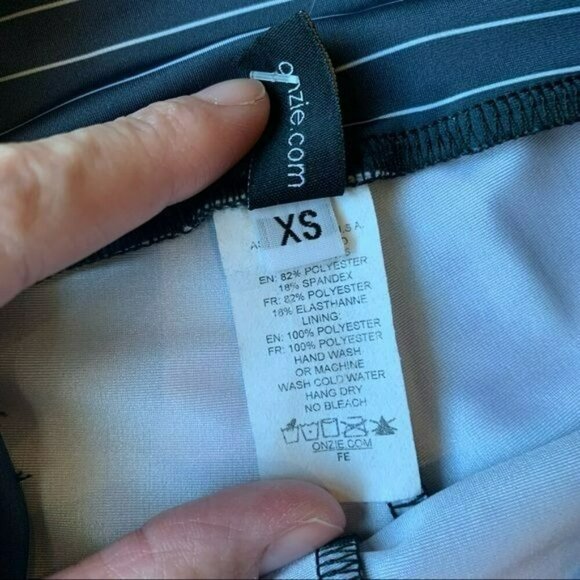 onzie.com
XS
EN: 82% POLYESTER
18% SPANDEX
FR: 82% POLYESTER
18% ELASTHANNE
LINING:
EN: 100% POLYESTER
FR: 100% POLYESTER
HAND WASH
OR MACHINE
WASH COLD WATER
HANG DRY
NO BLEACH
ONZIE.COM
FE